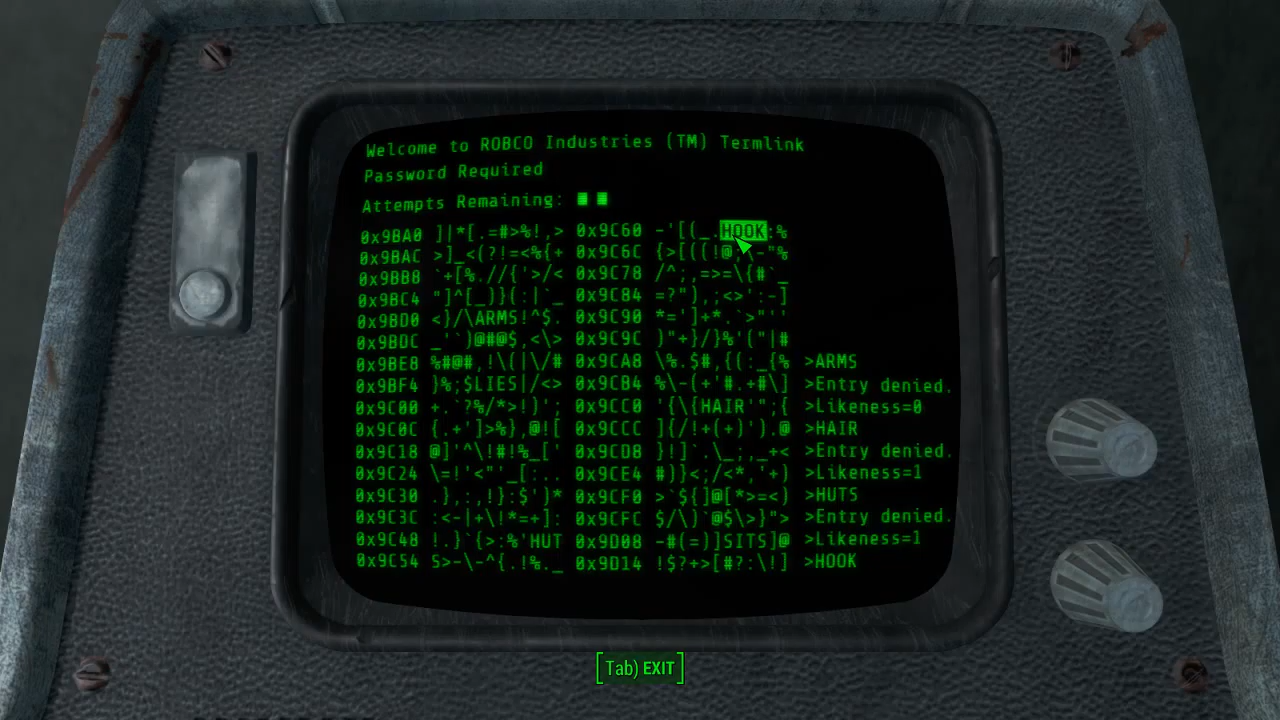 Welcome to ROBCO Industries (TM) Termlink
Password Required
Attempts Remaining: ■ ■
0x9BA0 ]|*[.=#>%!,> 0x9C60 -'[(_.HOOK:%
0x9BAC >]_<(?!=<%{+ 0x9C6C {>[((!@; \-"%
0x9BB8 `+[%.//{'>/< 0x9C78 /^;,=>=\{#`_
0x9BC4 "]^[_)}(:|`_ 0x9C84 =?"),;<>':-]
0x9BD0 <}/\ARMS!^$. 0x9C90 *=']+*.`>"''
0x9BDC _'`)@#@$,<\> 0x9C9C )"+}/}%'("|#
0x9BE8 %#@#,!\(|\/# 0x9CA8 \%.$#,{(:_{% >ARMS
0x9BF4 }%;$LIES|/<> 0x9CB4 %\-(+'#.+#\] >Entry denied.
0x9C00 +.`?%/*>!)'; 0x9CC0 '{\{HAIR'";{ >Likeness=0
0x9C0C {.+']>%},@![ 0x9CCC ]{/!+(+)').@ >HAIR
0x9C18 @]'^\!#!%_[' 0x9CD8 }!]`.\_:,_+< >Entry denied.
0x9C24 \=!'<"'_[:.. 0x9CE4 #)}<;/<*,'+) >Likeness=1
0x9C30 .},:,!}:$')* 0x9CF0 >`${]@[*>=<) >HUTS
0x9C3C :<-|+\!*=+]: 0x9CFC $/\)`@$\>}"> >Entry denied.
0x9C48 !.}`{>:%'HUT 0x9D08 -#(=)]SITS]@ >Likeness=1
0x9C54 S>-\-^{.!%._ 0x9D14 !$?+>[#?:\!] >HOOK
[Tab) EXIT]